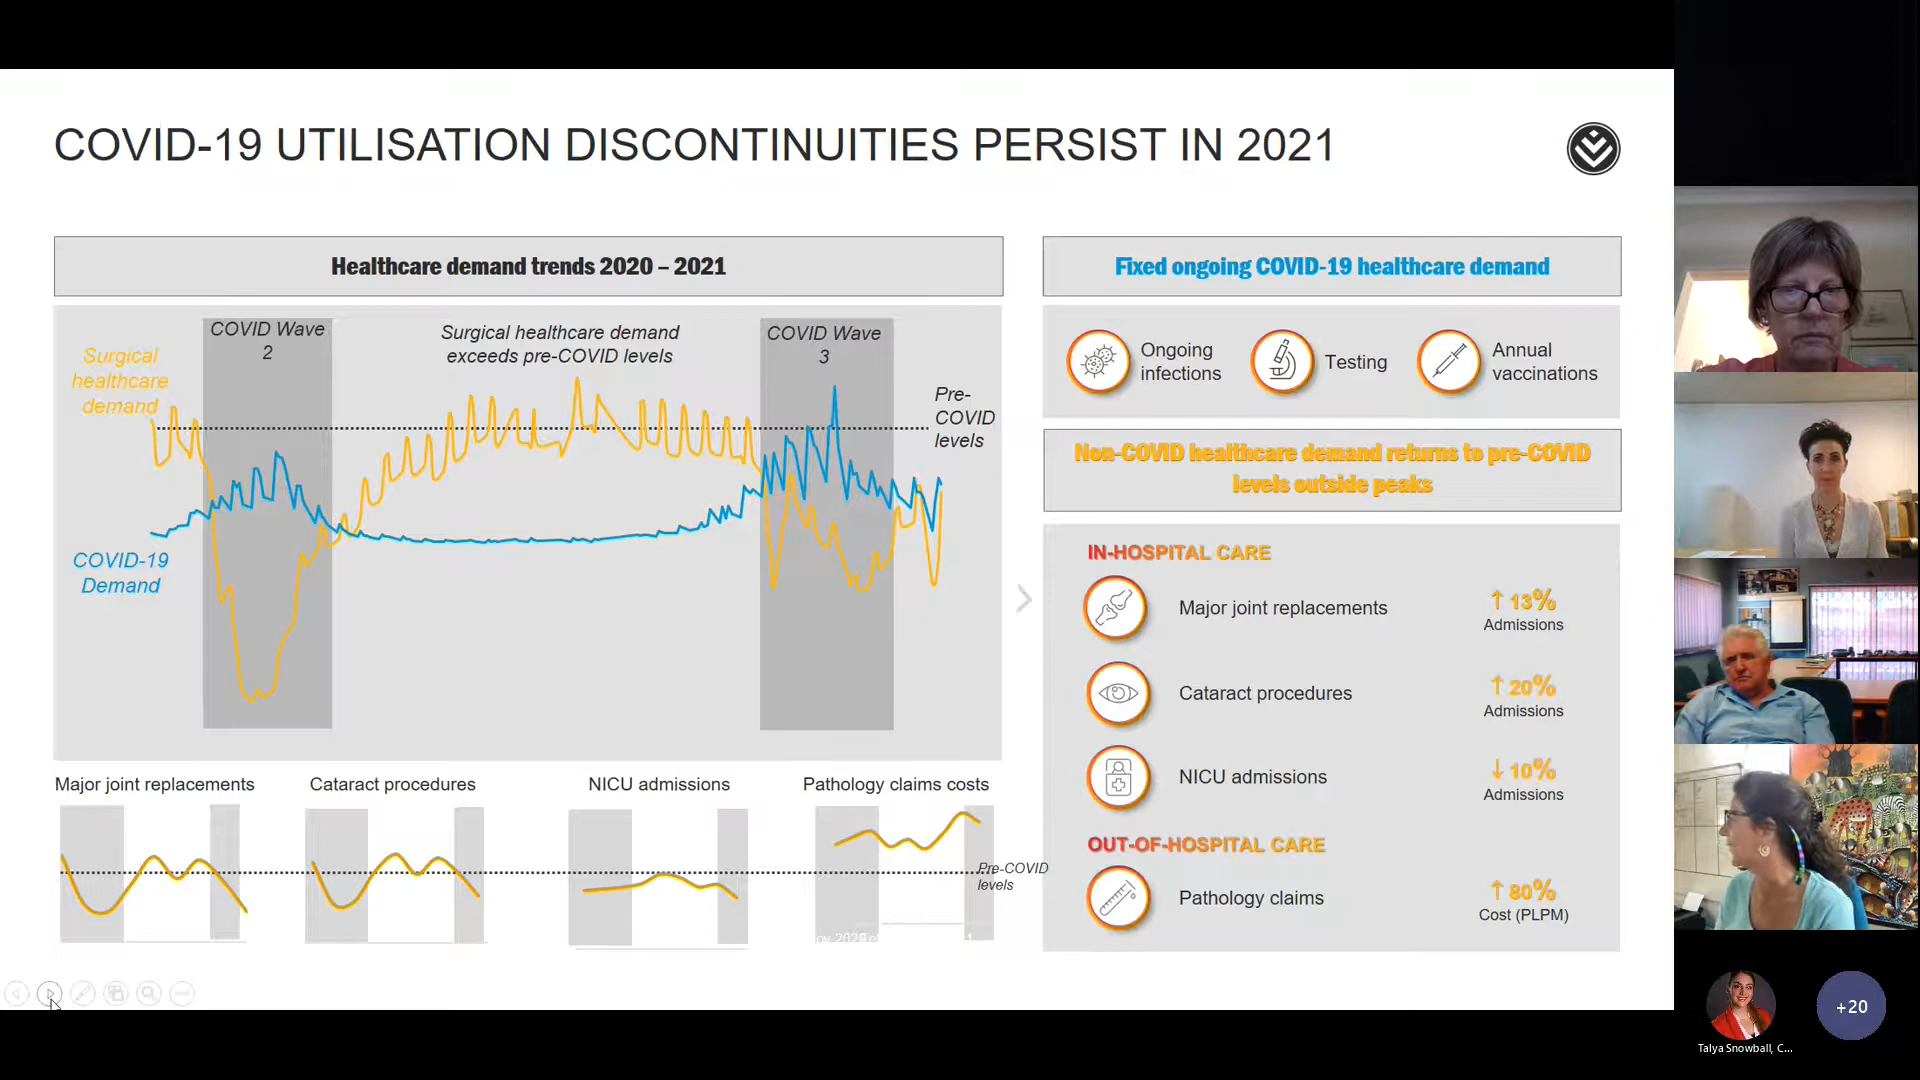 COVID-19 UTILISATION DISCONTINUITIES PERSIST IN 2021
Healthcare demand trends 2020 – 2021
Surgical
healthcare
demand
COVID Wave
2
Surgical healthcare demand
exceeds pre-COVID levels
COVID Wave
3
Pre-
COVID
levels
COVID-19
Demand
Major joint replacements
Cataract procedures
NICU admissions
Pathology claims costs
Pre-COVID
levels
Fixed ongoing COVID-19 healthcare demand
Ongoing
infections
Testing
Annual
vaccinations
Non-COVID healthcare demand returns to pre-COVID
levels outside peaks
IN-HOSPITAL CARE
Major joint replacements
↑ 13%
Admissions
Cataract procedures
↑ 20%
Admissions
NICU admissions
↓ 10%
Admissions
OUT-OF-HOSPITAL CARE
Pathology claims
↑ 80%
Cost (PLPM)
+20
Talya Snowball, C...